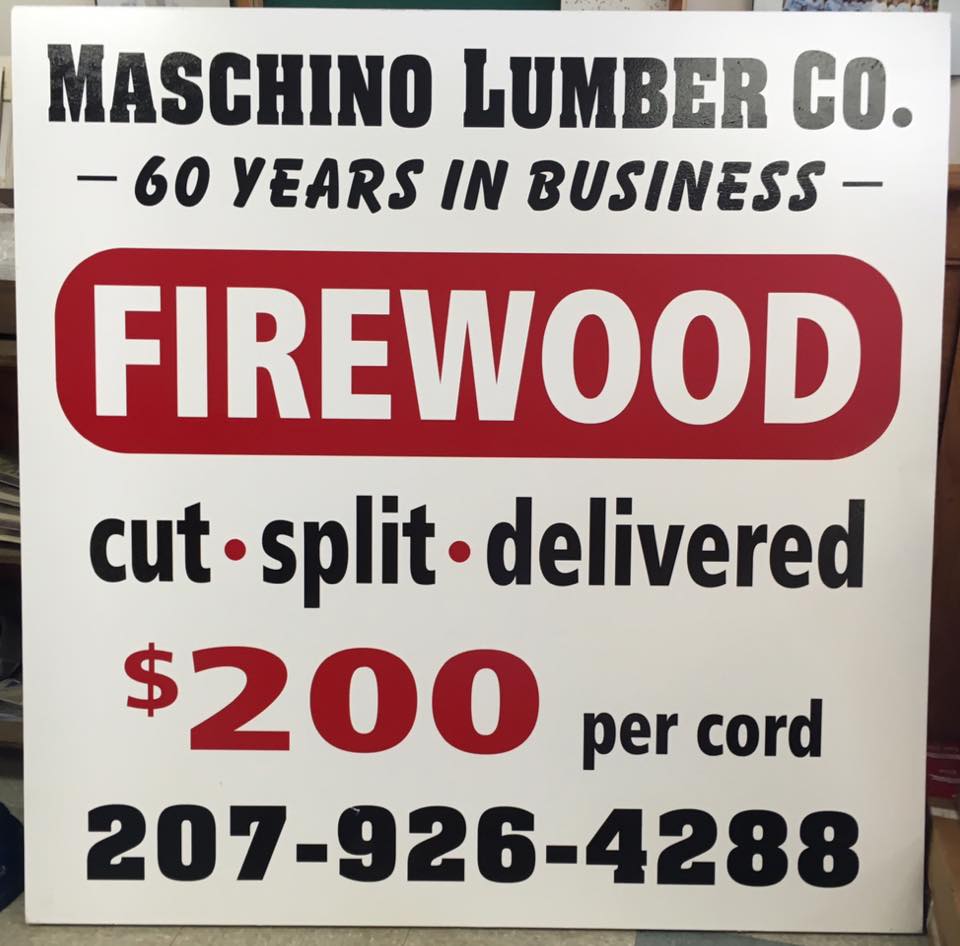 MASCHINO LUMBER CO.
- 60 YEARS IN BUSINESS -
FIREWOOD
cut • split • delivered
$200 per cord
207-926-4288